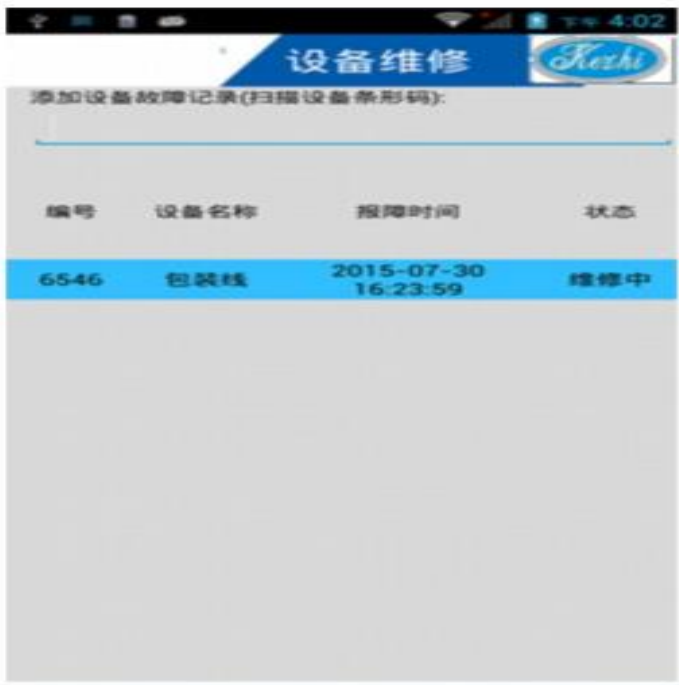 下午 4:02
设备维修
Kezhi
添加设备故障记录(扫描设备条形码):
编号 设备名称 报障时间 状态
6546 包装线 2015-07-30 16:23:59 维修中